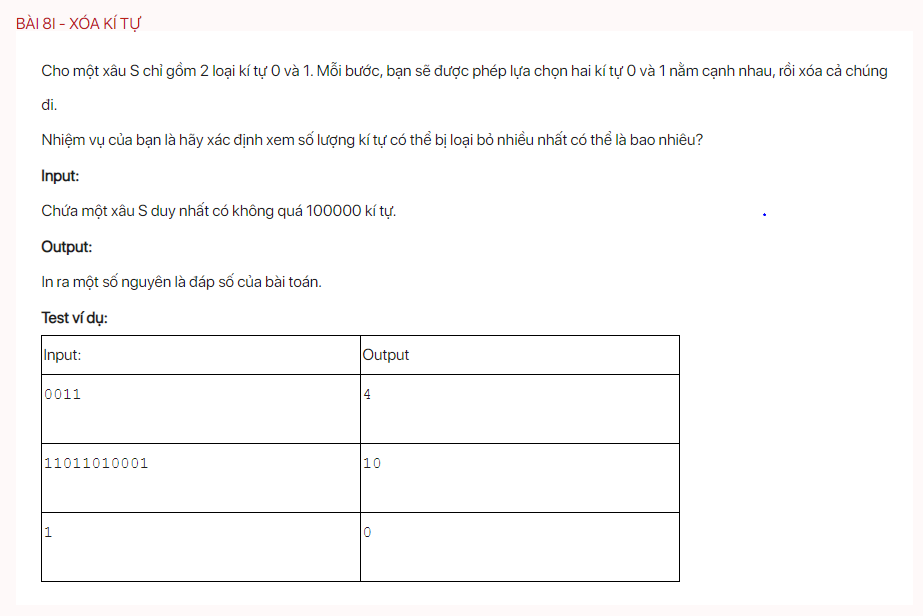 BÀI 8I - XÓA KÍ TỰ
Cho một xâu S chỉ gồm 2 loại kí tự 0 và 1. Mỗi bước, bạn sẽ được phép lựa chọn hai kí tự 0 và 1 nằm cạnh nhau, rồi xóa cả chúng
đi.
Nhiệm vụ của bạn là hãy xác định xem số lượng kí tự có thể bị loại bỏ nhiều nhất có thể là bao nhiêu?
Input:
Chứa một xâu S duy nhất có không quá 100000 kí tự.
Output:
In ra một số nguyên là đáp số của bài toán.
Test ví dụ:
Input: Output
0011 4
11011010001 10
1 0